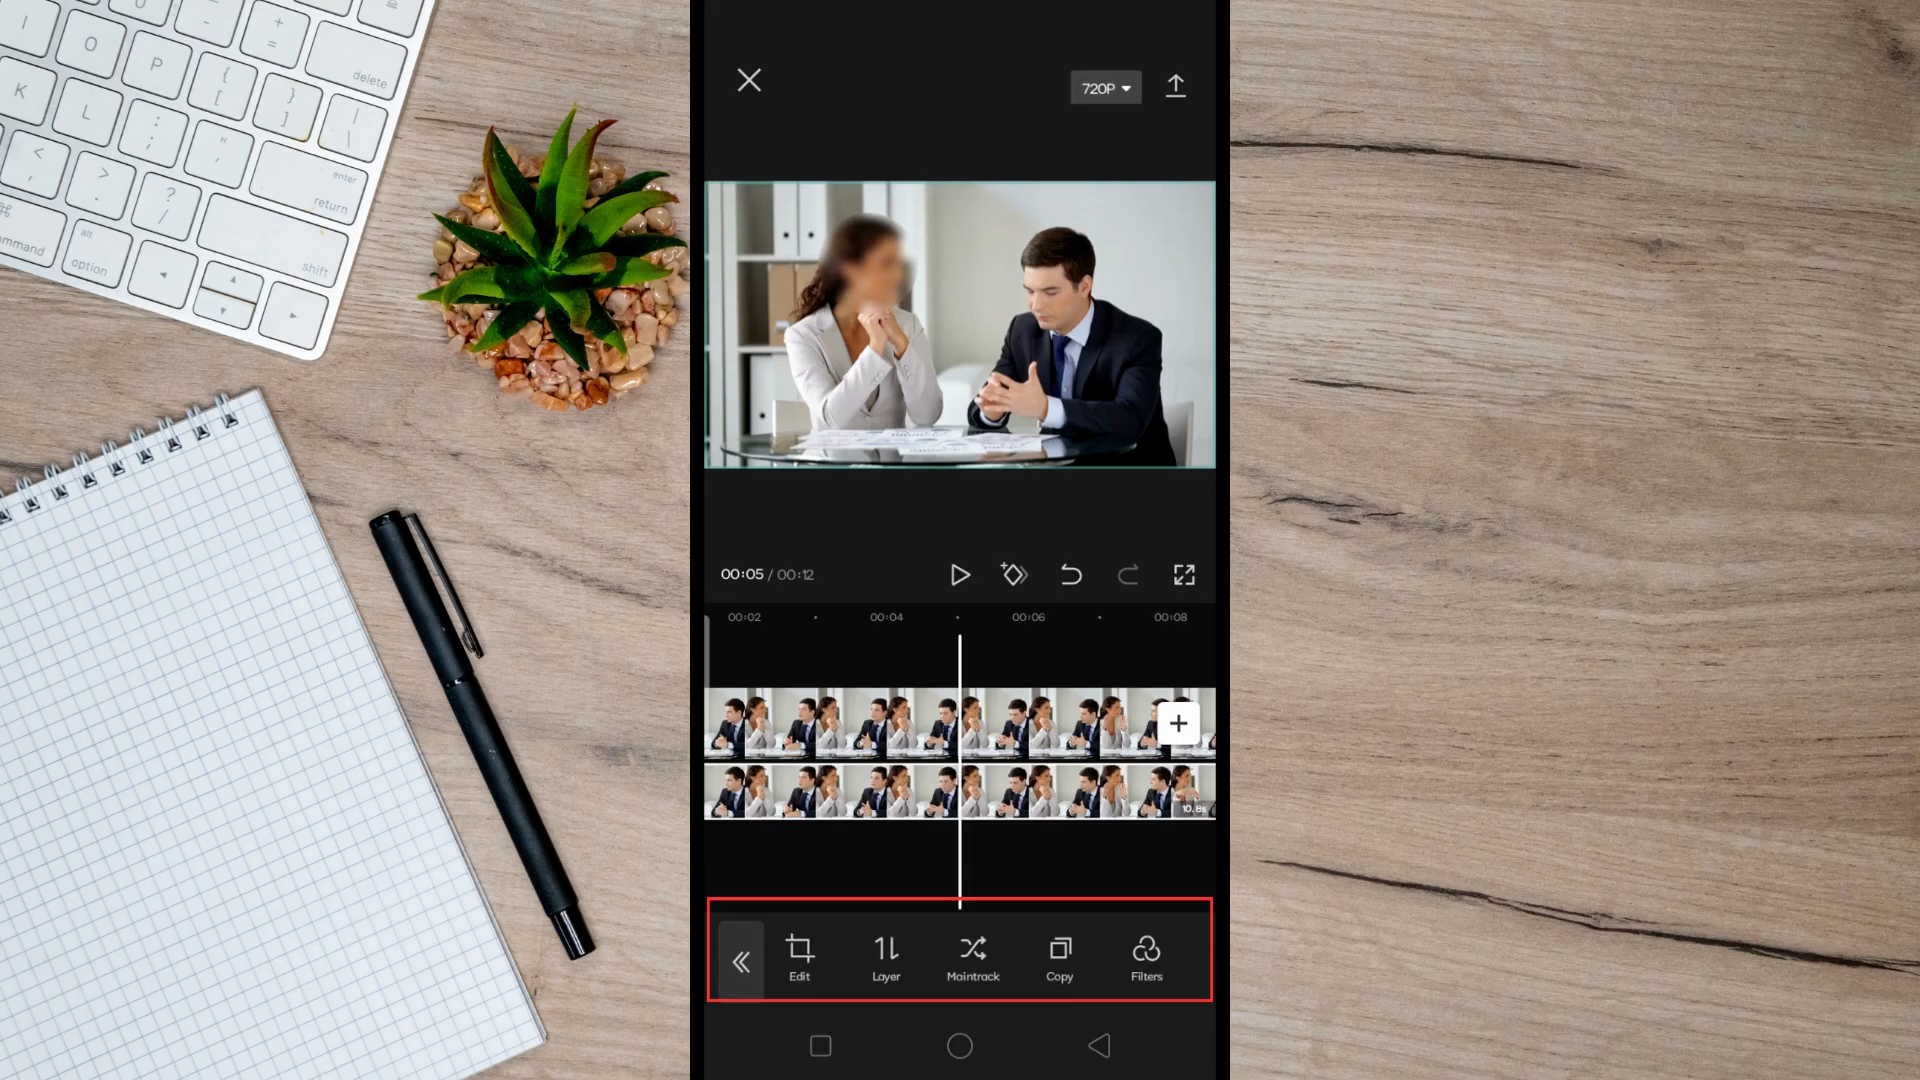 720P
00:05 / 00:12
00:02 00:04 00:06 00:08
10.8s
Edit Layer Maintrack Copy Filters
I
O
P
{
[
}
]
|
\
+
=
delete
K
L
:
;
"
'
enter
return
<
,
>
.
?
/
shift
mmand
alt
option